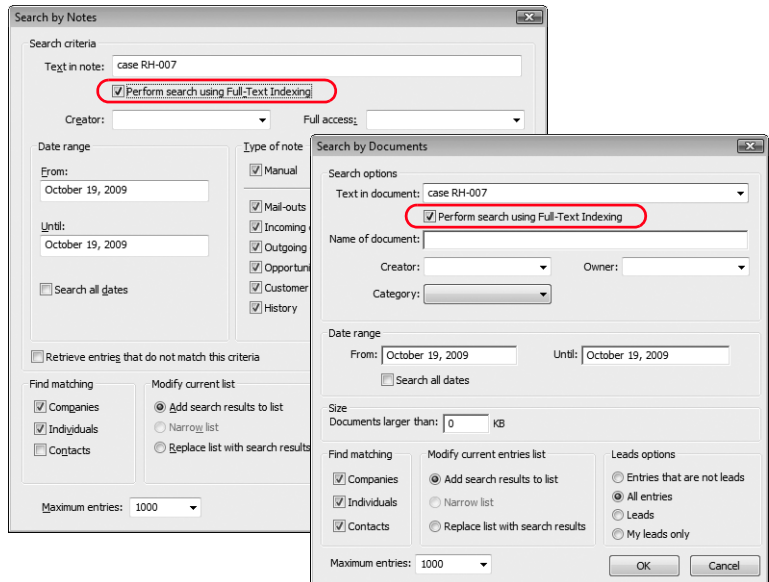 Search by Notes
Search criteria
Text in note: case RH-007
Perform search using Full-Text Indexing
Creator: Full access:
Date range
From:
October 19, 2009
Until:
October 19, 2009
Search all dates
Type of note
Manual
Mail-outs
Incoming
Outgoing
Opportuni
Customer
History
Retrieve entries that do not match this criteria
Find matching
Companies
Individuals
Contacts
Modify current list
Add search results to list
Narrow list
Replace list with search results
Maximum entries: 1000
Search by Documents
Search options
Text in document: case RH-007
Perform search using Full-Text Indexing
Name of document:
Creator: Owner:
Category:
Date range
From: October 19, 2009 Until: October 19, 2009
Search all dates
Size
Documents larger than: 0 KB
Find matching
Companies
Individuals
Contacts
Modify current entries list
Add search results to list
Narrow list
Replace list with search results
Leads options
Entries that are not leads
All entries
Leads
My leads only
Maximum entries: 1000
OK Cancel